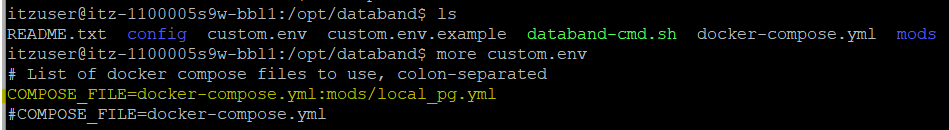 itzuser@itz-1100005s9w-bbl1:/opt/databand$ ls
README.txt config custom.env custom.env.example databand-cmd.sh docker-compose.yml mods
itzuser@itz-1100005s9w-bbl1:/opt/databand$ more custom.env
# List of docker compose files to use, colon-separated
COMPOSE_FILE=docker-compose.yml:mods/local_pg.yml
#COMPOSE_FILE=docker-compose.yml